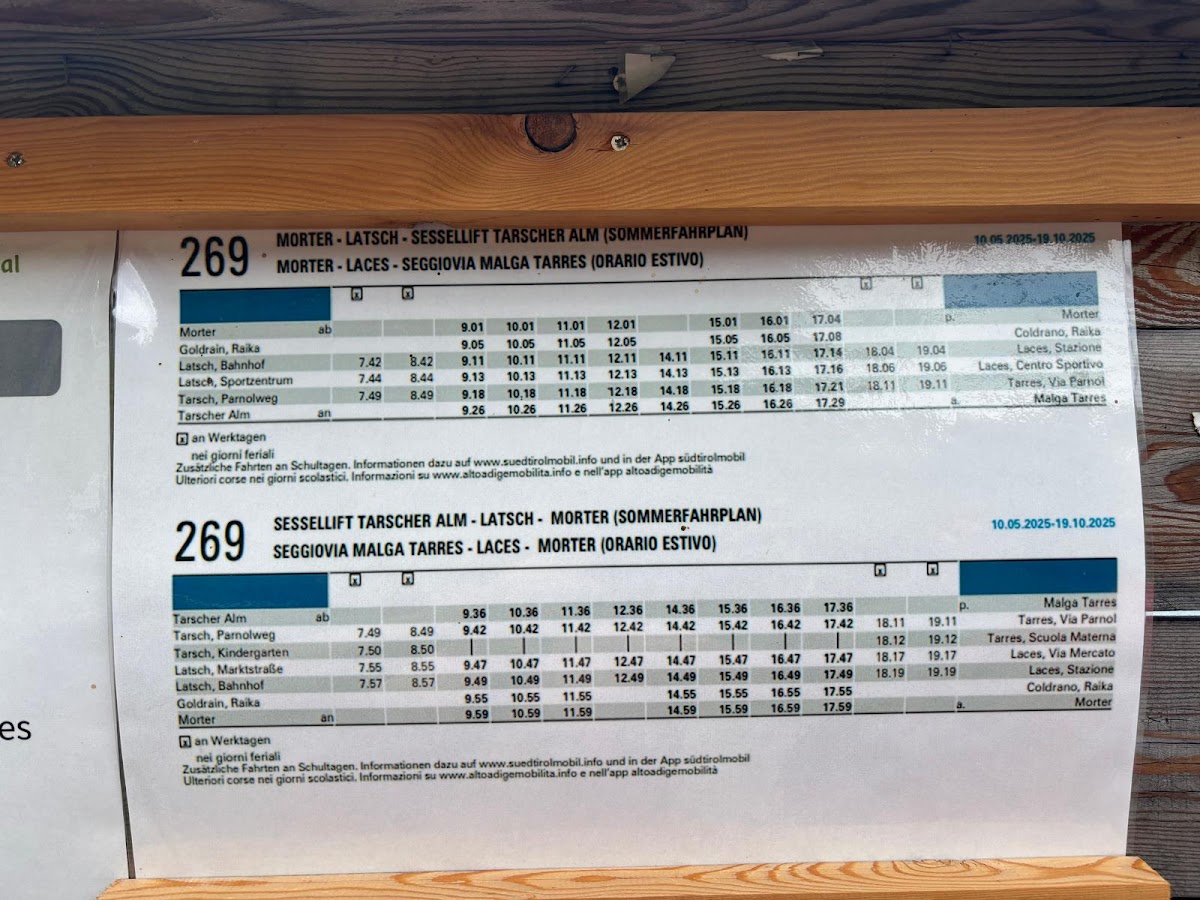 al
es
269
MORTER - LATSCH - SESSELLIFT TARSCHER ALM (SOMMERFAHRPLAN) 10.05.2025-19.10.2025
MORTER - LACES - SEGGIOVIA MALGA TARRES (ORARIO ESTIVO)
x x x x
Morter ab 9.01 10.01 11.01 12.01 15.01 16.01 17.04 p. Morter
Goldrain, Raika 9.05 10.05 11.05 12.05 15.05 16.05 17.08 Coldrano, Raika
Latsch, Bahnhof 7.42 8.42 9.11 10.11 11.11 12.11 14.11 15.11 16.11 17.14 18.04 19.04 Laces, Stazione
Latsch, Sportzentrum 7.44 8.44 9.13 10.13 11.13 12.13 14.13 15.13 16.13 17.16 18.06 19.06 Laces, Centro Sportivo
Tarsch, Parnolweg 7.49 8.49 9.18 10.18 11.18 12.18 14.18 15.18 16.18 17.21 18.11 19.11 Tarres, Via Parnol
Tarscher Alm an 9.26 10.26 11.26 12.26 14.26 15.26 16.26 17.29 a. Malga Tarres
x an Werktagen
nei giorni feriali
Zusätzliche Fahrten an Schultagen. Informationen dazu auf www.suedtirolmobil.info und in der App südtirolmobil
Ulteriori corse nei giorni scolastici. Informazioni su www.altoadigemobilita.info e nell'app altoadigemobilità
269
SESSELLIFT TARSCHER ALM - LATSCH - MORTER (SOMMERFAHRPLAN) 10.05.2025-19.10.2025
SEGGIOVIA MALGA TARRES - LACES - MORTER (ORARIO ESTIVO)
x x x x
Tarscher Alm ab 9.36 10.36 11.36 12.36 14.36 15.36 16.36 17.36 p. Malga Tarres
Tarsch, Parnolweg 7.49 8.49 9.42 10.42 11.42 12.42 14.42 15.42 16.42 17.42 18.11 19.11 Tarres, Via Parnol
Tarsch, Kindergarten 7.50 8.50 | | | | | | | | 18.12 19.12 Tarres, Scuola Materna
Latsch, Marktstraße 7.55 8.55 9.47 10.47 11.47 12.47 14.47 15.47 16.47 17.47 18.17 19.17 Laces, Via Mercato
Latsch, Bahnhof 7.57 8.57 9.49 10.49 11.49 12.49 14.49 15.49 16.49 17.49 18.19 19.19 Laces, Stazione
Goldrain, Raika 9.55 10.55 11.55 14.55 15.55 16.55 17.55 Coldrano, Raika
Morter an 9.59 10.59 11.59 14.59 15.59 16.59 17.59 a. Morter
x an Werktagen
nei giorni feriali
Zusätzliche Fahrten an Schultagen. Informationen dazu auf www.suedtirolmobil.info und in der App südtirolmobil
Ulteriori corse nei giorni scolastici. Informazioni su www.altoadigemobilita.info e nell'app altoadigemobilità